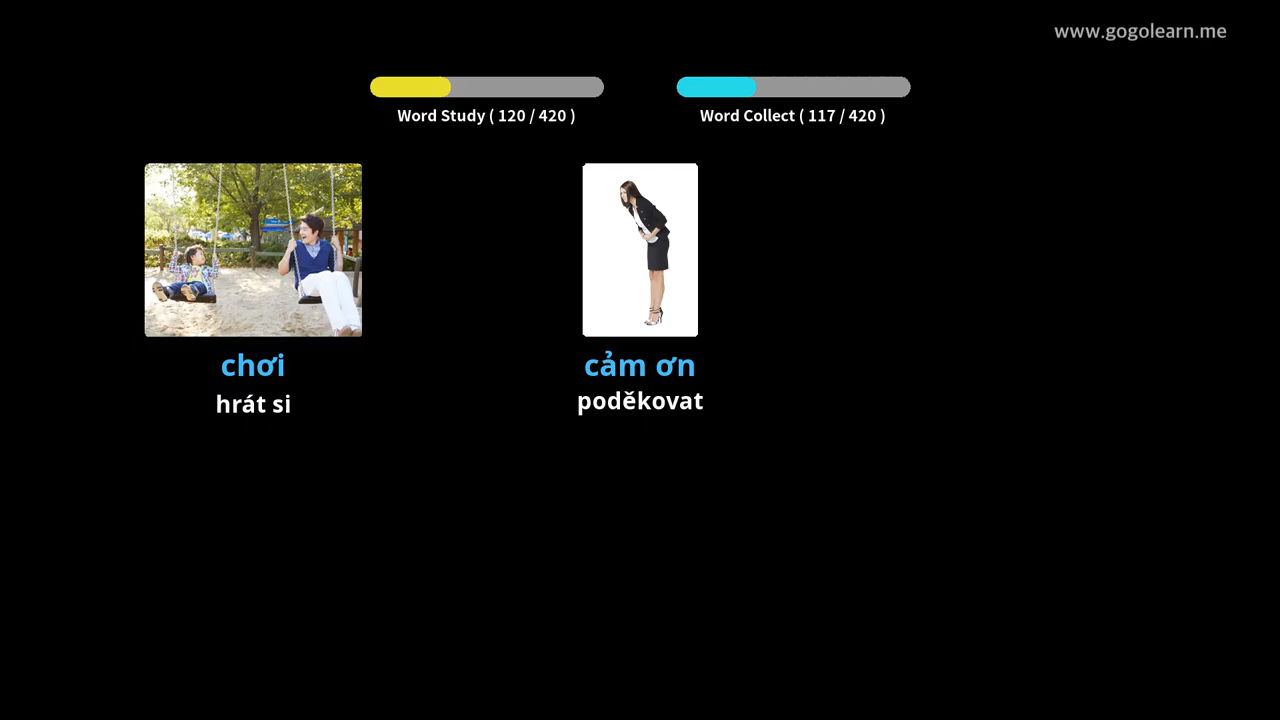 www.gogolearn.me
Word Study ( 120 / 420 )
Word Collect ( 117 / 420 )
chơi
hrát si
cảm ơn
poděkovat